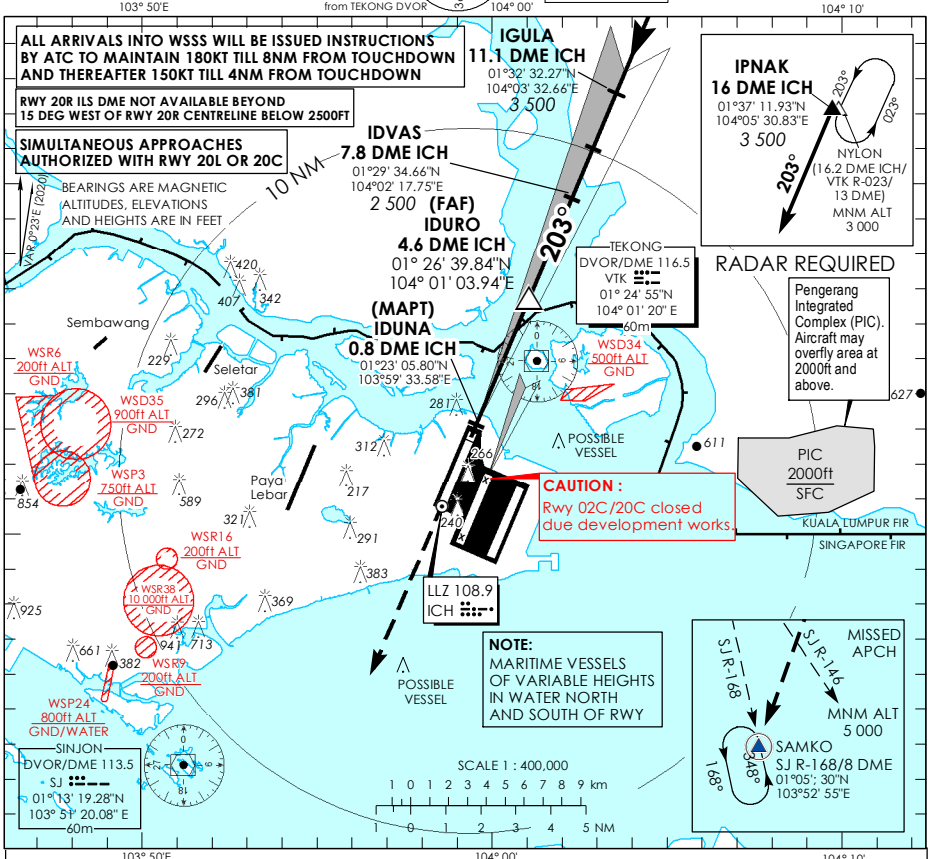 103° 50'E
from TEKONG DVOR
104° 00'
104° 10'
ALL ARRIVALS INTO WSSS WILL BE ISSUED INSTRUCTIONS
BY ATC TO MAINTAIN 180KT TILL 8NM FROM TOUCHDOWN
AND THEREAFTER 150KT TILL 4NM FROM TOUCHDOWN
RWY 20R ILS DME NOT AVAILABLE BEYOND
15 DEG WEST OF RWY 20R CENTRELINE BELOW 2500FT
SIMULTANEOUS APPROACHES
AUTHORIZED WITH RWY 20L OR 20C
BEARINGS ARE MAGNETIC
ALTITUDES, ELEVATIONS
AND HEIGHTS ARE IN FEET
VAR 0°23'E (2020)
10 NM
IGULA
11.1 DME ICH
01°32' 32.27"N
104°03' 32.66"E
3 500
IDVAS
7.8 DME ICH
01°29' 34.66"N
104°02' 17.75"E
2 500
(FAF)
IDURO
4.6 DME ICH
01° 26' 39.84"N
104° 01' 03.94"E
(MAPT)
IDUNA
0.8 DME ICH
01°23' 05.80"N
103°59' 33.58"E
203°
IPNAK
16 DME ICH
01°37' 11.93"N
104°05' 30.83"E
3 500
203°
023°
203°
NYLON
(16.2 DME ICH/
VTK R-023/
13 DME)
MNM ALT
3 000
TEKONG
DVOR/DME 116.5
VTK
01° 24' 55"N
104° 01' 20" E
60m
RADAR REQUIRED
Pengerang
Integrated
Complex (PIC).
Aircraft may
overfly area at
2000ft and
above.
WSD34
500ft ALT
GND
0
9
18
420
407
342
Sembawang
229
Seletar
296
381
WSR6
200ft ALT
GND
WSD35
900ft ALT
GND
272
281
312
266
POSSIBLE
VESSEL
611
627
PIC
2000ft
SFC
WSP3
750ft ALT
GND
854
589
Paya
Lebar
217
321
291
240
CAUTION :
Rwy 02C/20C closed
due development works.
KUALA LUMPUR FIR
SINGAPORE FIR
WSR16
200ft ALT
GND
383
WSR38
10 000ft ALT
GND
369
925
LLZ 108.9
ICH
941
713
661
382
WSR9
200ft ALT
GND
WSP24
800ft ALT
GND/WATER
POSSIBLE
VESSEL
NOTE:
MARITIME VESSELS
OF VARIABLE HEIGHTS
IN WATER NORTH
AND SOUTH OF RWY
MISSED
APCH
SJ R-168
SJ R-146
MNM ALT
5 000
SAMKO
SJ R-168/8 DME
01°05'; 30"N
103°52' 55"E
168°
348°
SINJON
DVOR/DME 113.5
SJ
01° 13' 19.28"N
103° 51' 20.08" E
60m
0
9
18
27
SCALE 1 : 400,000
1 0 1 2 3 4 5 6 7 8 9 km
1 0 1 2 3 4 5 NM
103° 50'E
104° 00'
104° 10'